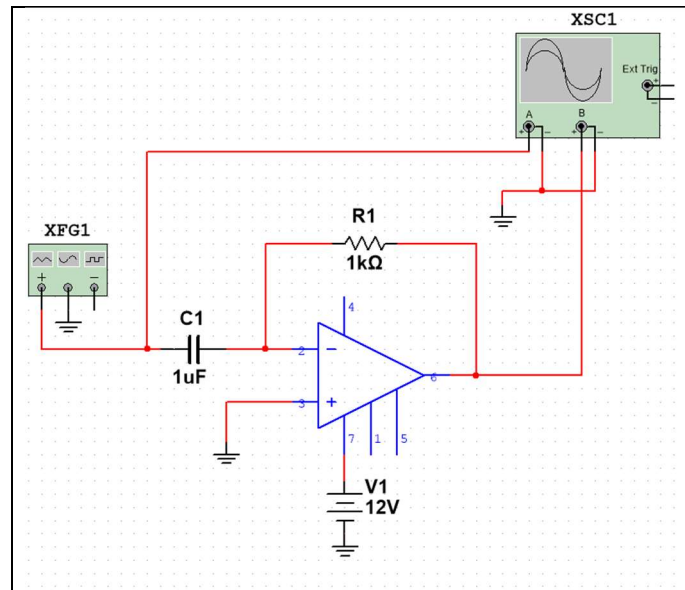 XSC1
Ext Trig
+
−
A
B
+ −
+ −
XFG1
+ −
R1
1kΩ
C1
1uF
4
2
−
6
3
+
7
1
5
V1
12V